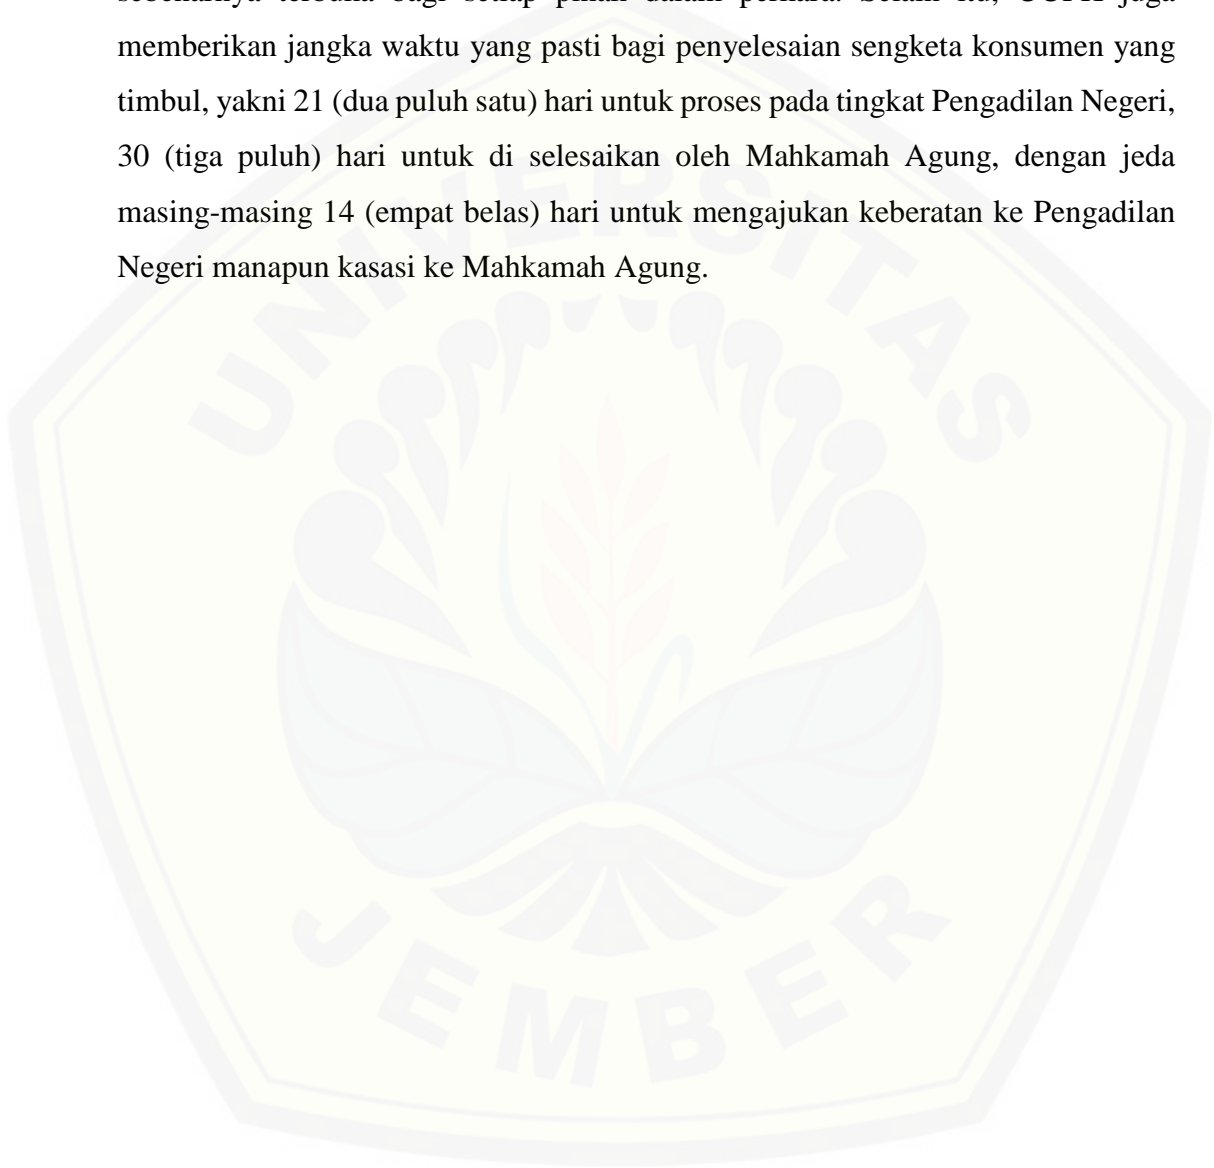 memberikan jangka waktu yang pasti bagi penyelesaian sengketa konsumen yang
timbul, yakni 21 (dua puluh satu) hari untuk proses pada tingkat Pengadilan Negeri,
30 (tiga puluh) hari untuk di selesaikan oleh Mahkamah Agung, dengan jeda
masing-masing 14 (empat belas) hari untuk mengajukan keberatan ke Pengadilan
Negeri manapun kasasi ke Mahkamah Agung.
UNIVERSITAS
JEMBER